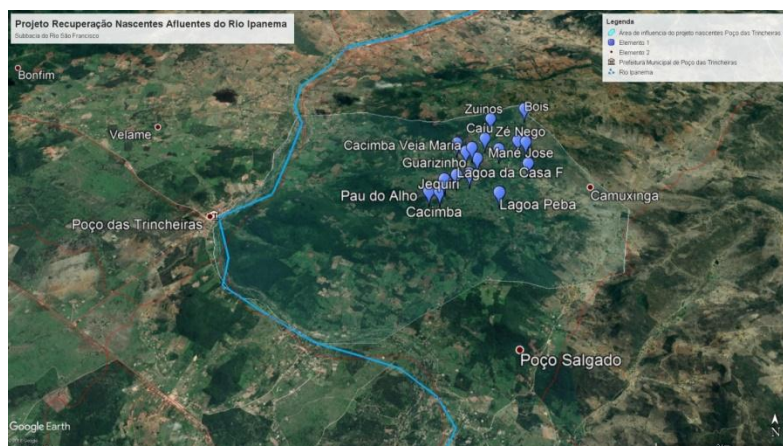 Projeto Recuperação Nascentes Afluentes do Rio Ipanema
Subbacia do Rio São Francisco
Legenda
Área de influencia do projeto nascentes Poço das Trincheiras
Elemento 1
Elemento 2
Prefeitura Municipal de Poço das Trincheiras
Rio Ipanema
Bonfim
Velame
Zuinos
Bois
Caiu
Zé Nego
Cacimba Veia Maria
Mané Jose
Guarizinho
Lagoa da Casa F
Jequiri
Pau do Alho
Camuxinga
Cacimba
Lagoa Peba
Poço das Trincheiras
Poço Salgado
Google Earth